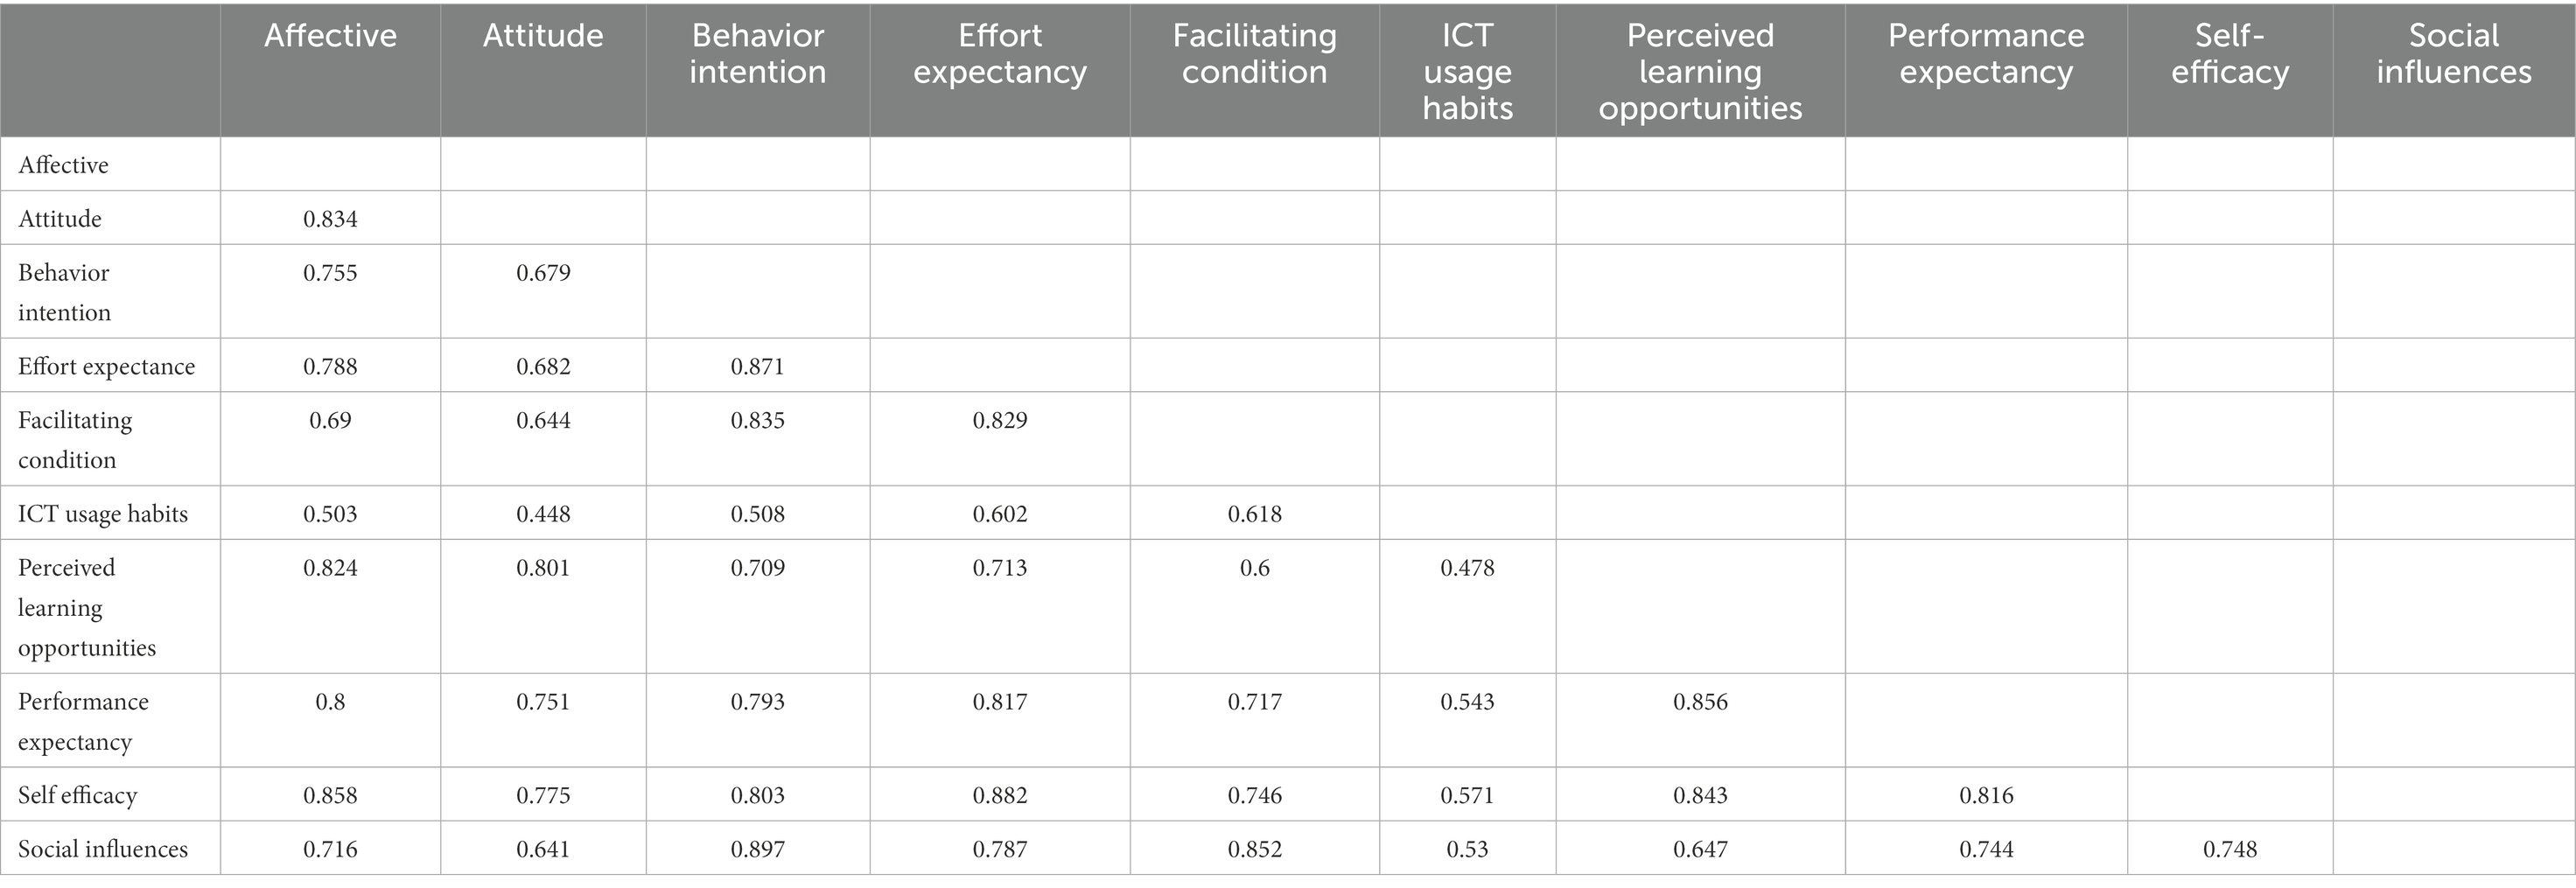 Affective Attitude Behavior intention Effort expectancy Facilitating condition ICT usage habits Perceived learning opportunities Performance expectancy Self-efficacy Social influences
Affective
Attitude 0.834
Behavior intention 0.755 0.679
Effort expectance 0.788 0.682 0.871
Facilitating condition 0.69 0.644 0.835 0.829
ICT usage habits 0.503 0.448 0.508 0.602 0.618
Perceived learning opportunities 0.824 0.801 0.709 0.713 0.6 0.478
Performance expectancy 0.8 0.751 0.793 0.817 0.717 0.543 0.856
Self efficacy 0.858 0.775 0.803 0.882 0.746 0.571 0.843 0.816
Social influences 0.716 0.641 0.897 0.787 0.852 0.53 0.647 0.744 0.748